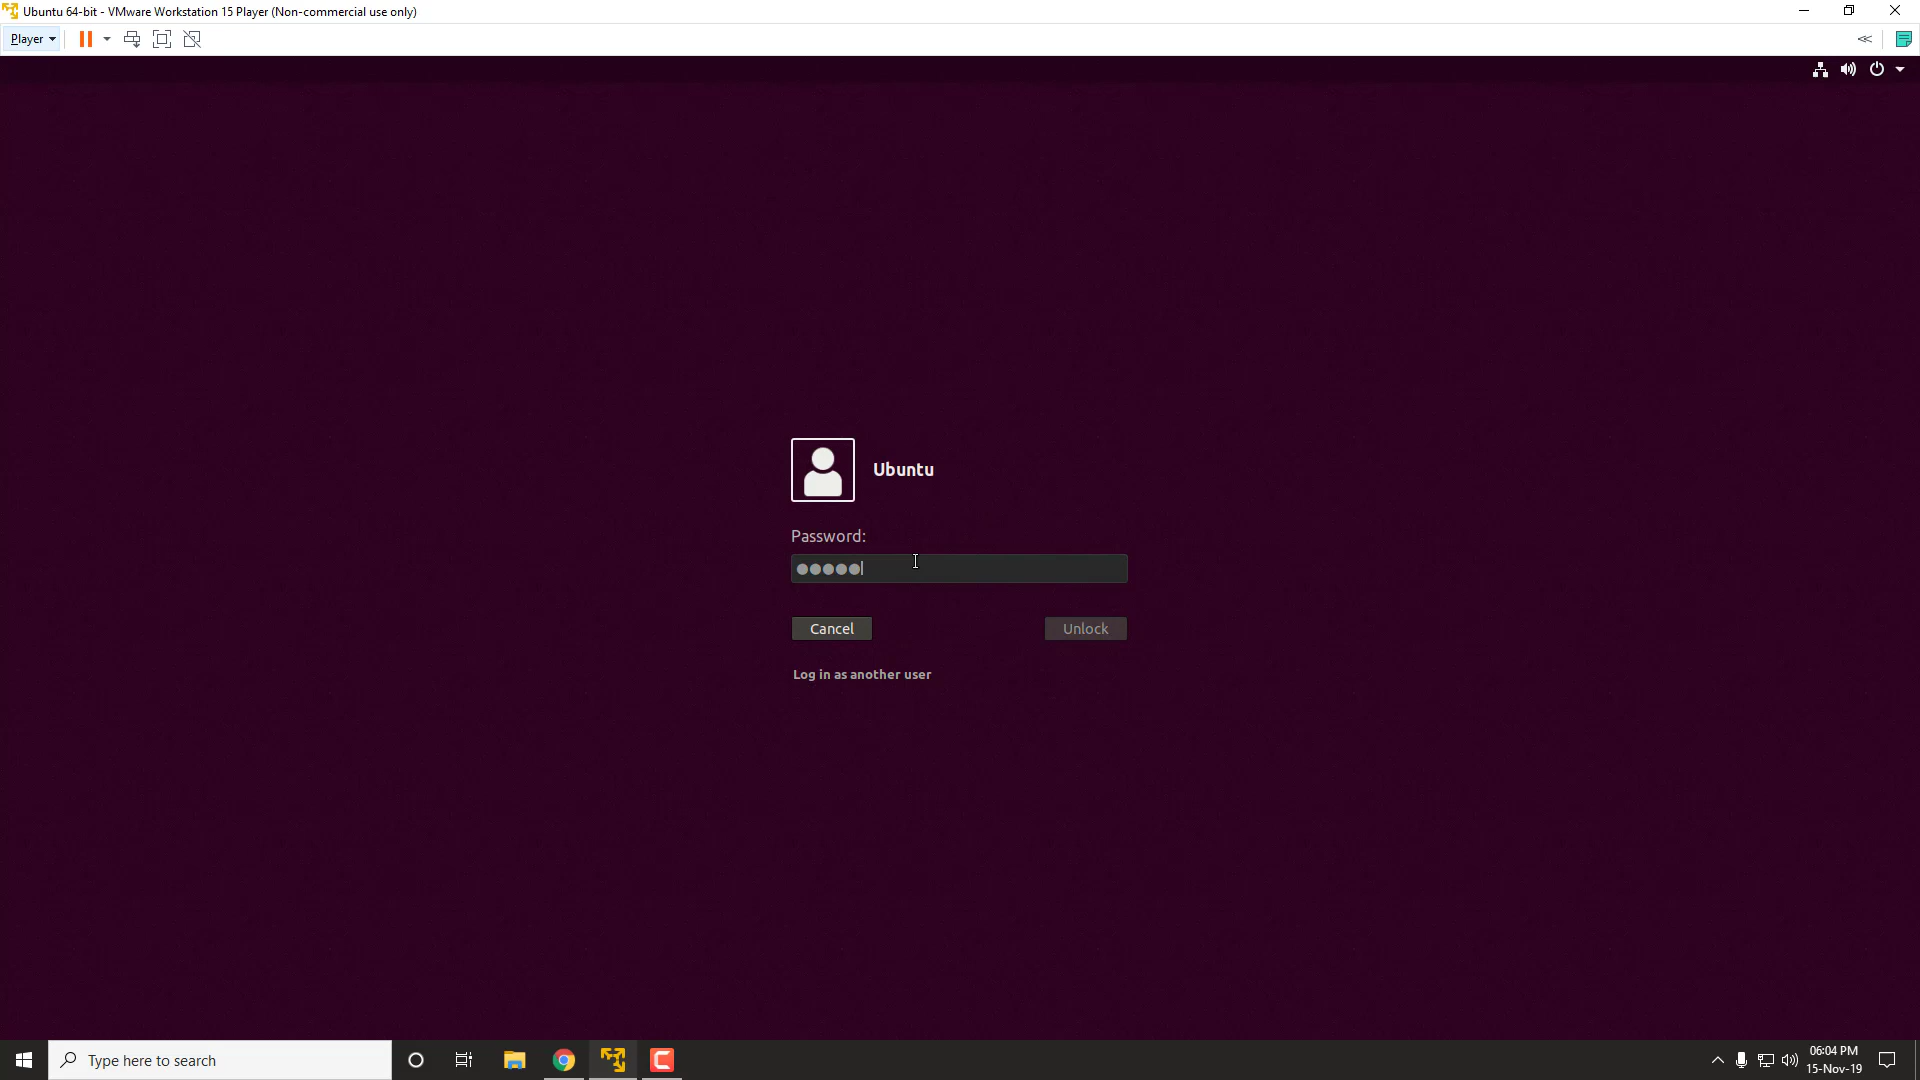 Ubuntu 64-bit - VMware Workstation 15 Player (Non-commercial use only)
Player
Ubuntu
Password:
Cancel
Unlock
Log in as another user
Type here to search
06:04 PM
15-Nov-19